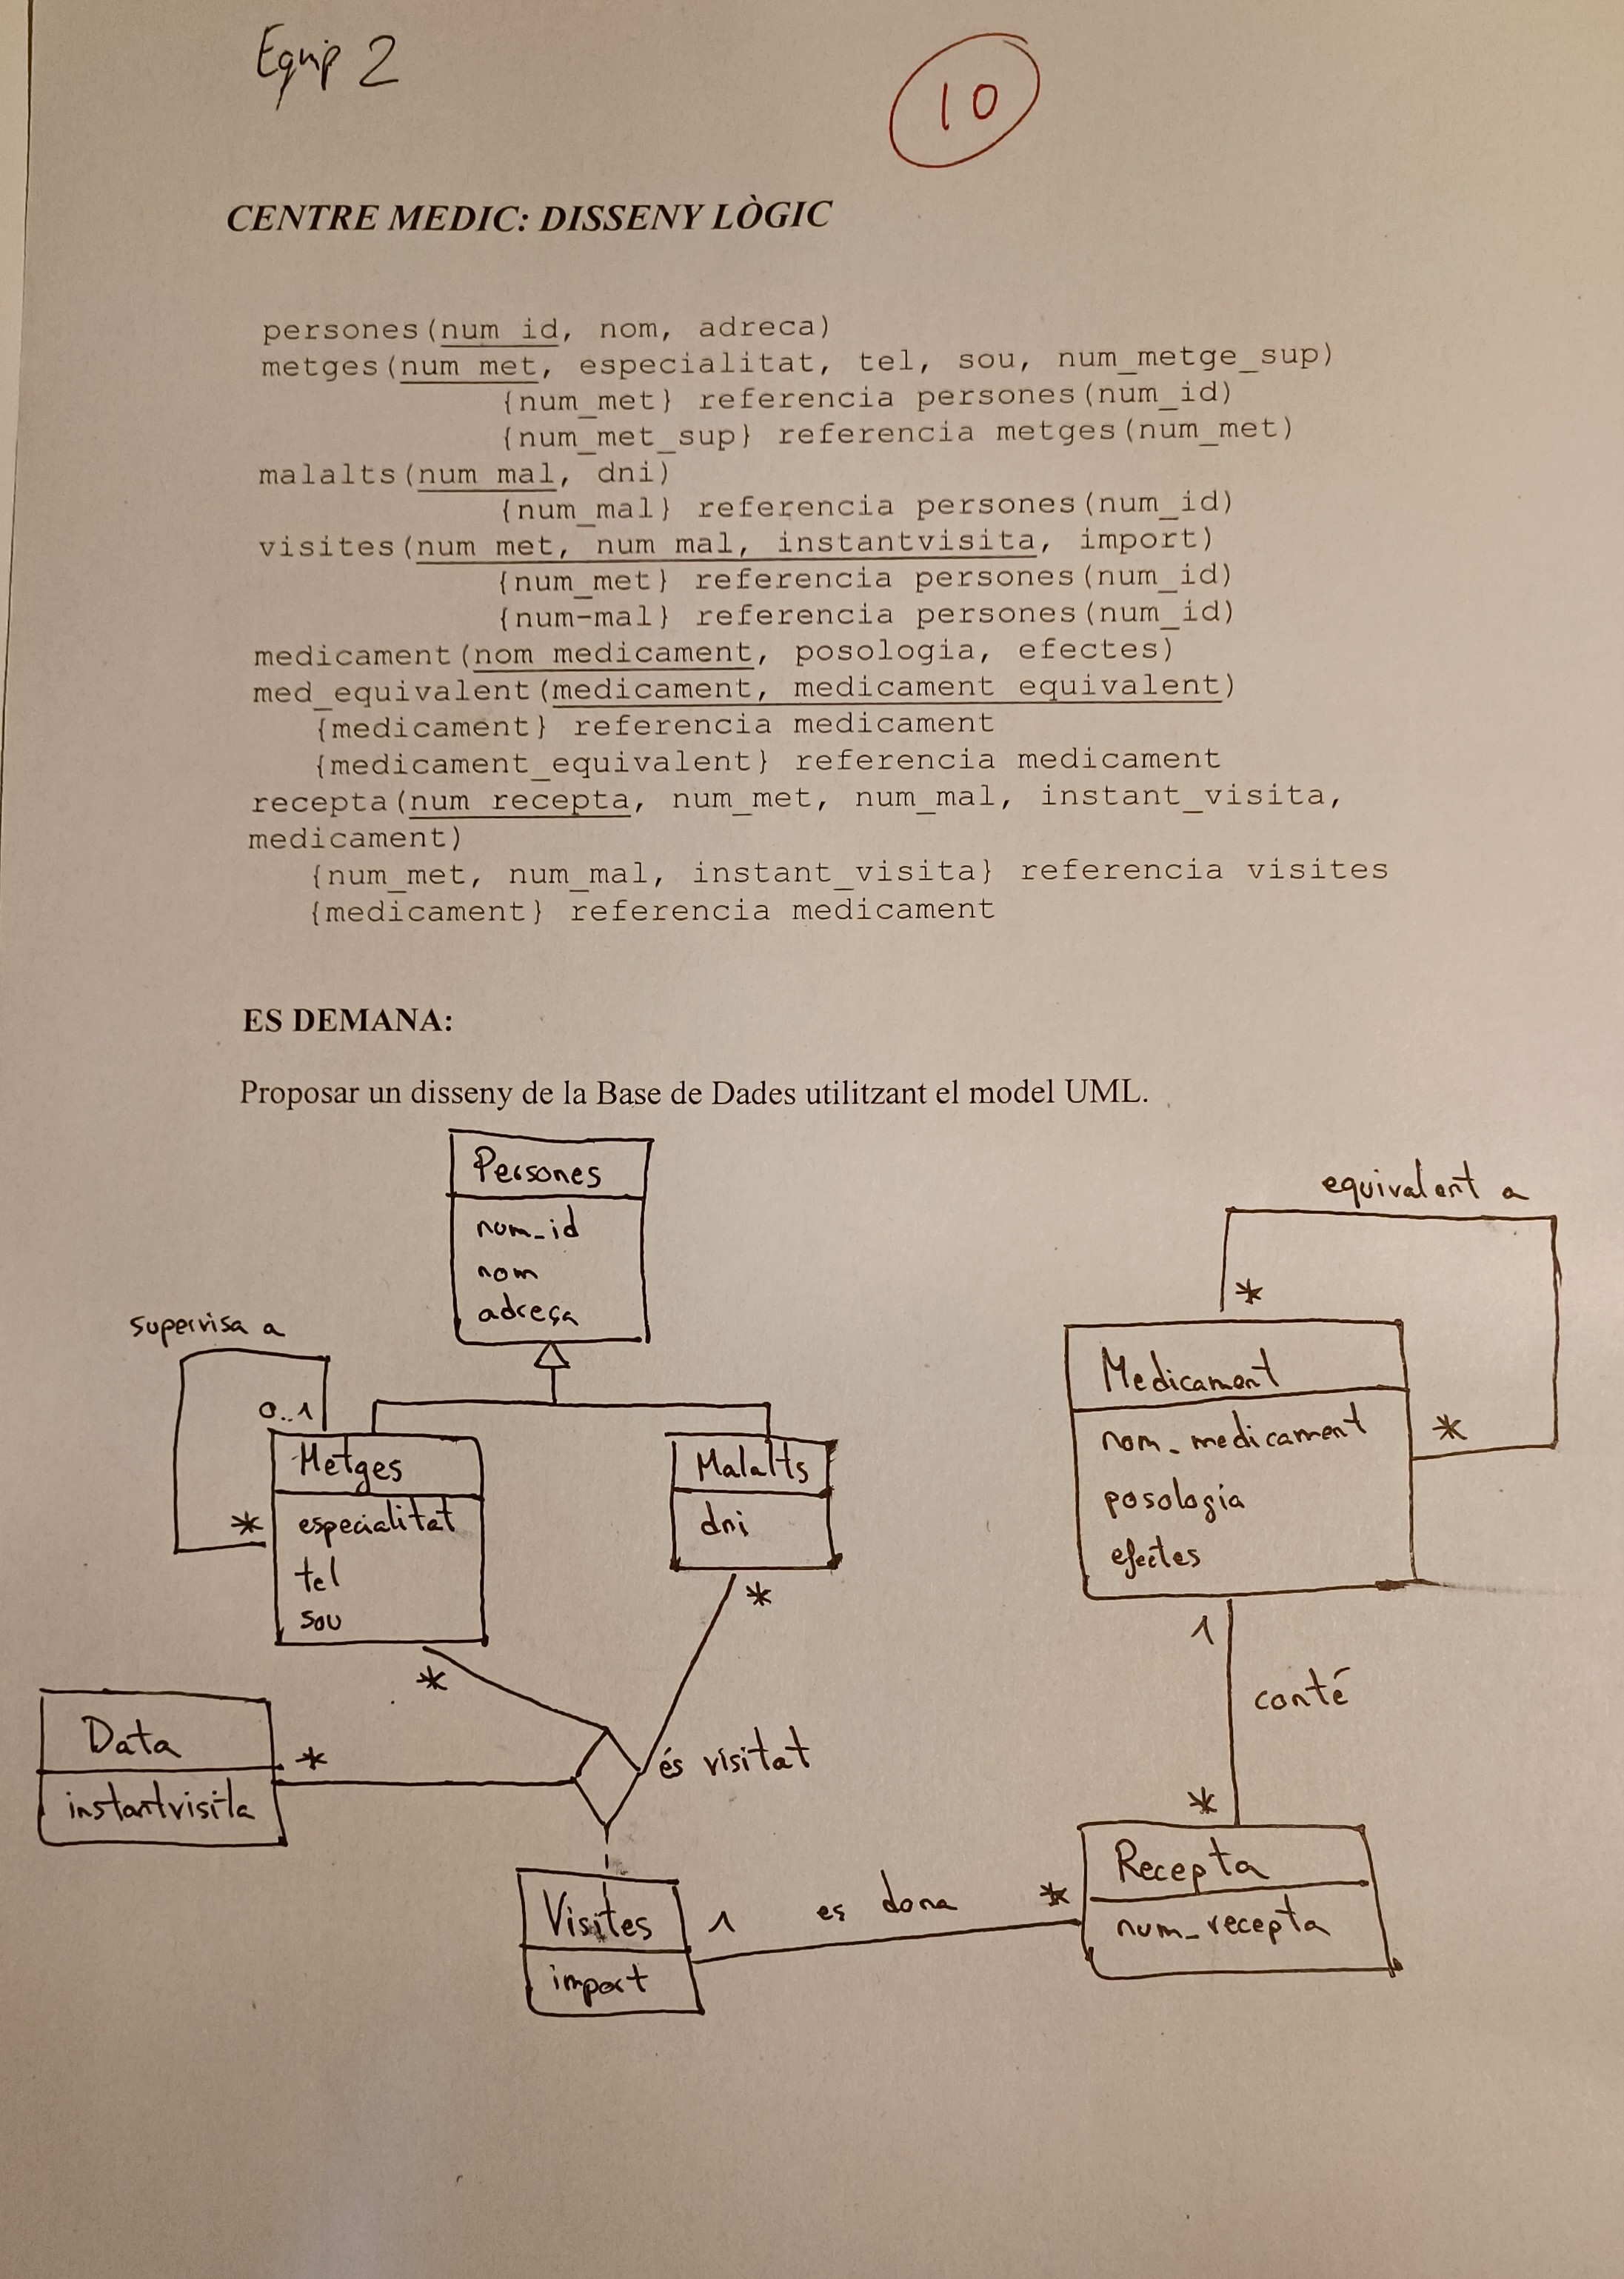 Equip 2
10
CENTRE MEDIC: DISSENY LÒGIC
persones(num_id, nom, adreca)
metges(num_met, especialitat, tel, sou, num_metge_sup)
{num_met} referencia persones(num_id)
{num_met_sup} referencia metges(num_met)
malalts(num_mal, dni)
{num_mal} referencia persones(num_id)
visites(num_met, num_mal, instantvisita, import)
{num_met} referencia persones(num_id)
{num-mal} referencia persones(num_id)
medicament(nom_medicament, posologia, efectes)
med_equivalent(medicament, medicament_equivalent)
{medicament} referencia medicament
{medicament_equivalent} referencia medicament
recepta(num_recepta, num_met, num_mal, instant_visita,
medicament)
{num_met, num_mal, instant_visita} referencia visites
{medicament} referencia medicament
ES DEMANA:
Proposar un disseny de la Base de Dades utilitzant el model UML.
Persones
num_id
nom
adreça
supervisa a
0..1
*
Metges
especialitat
tel
sou
*
Malalts
dni
*
Data
instantvisita
*
és visitat
Visites
import
1
es dona
*
equivalent a
*
*
Medicament
nom_medicament
posologia
efectes
1
conté
*
Recepta
num_recepta